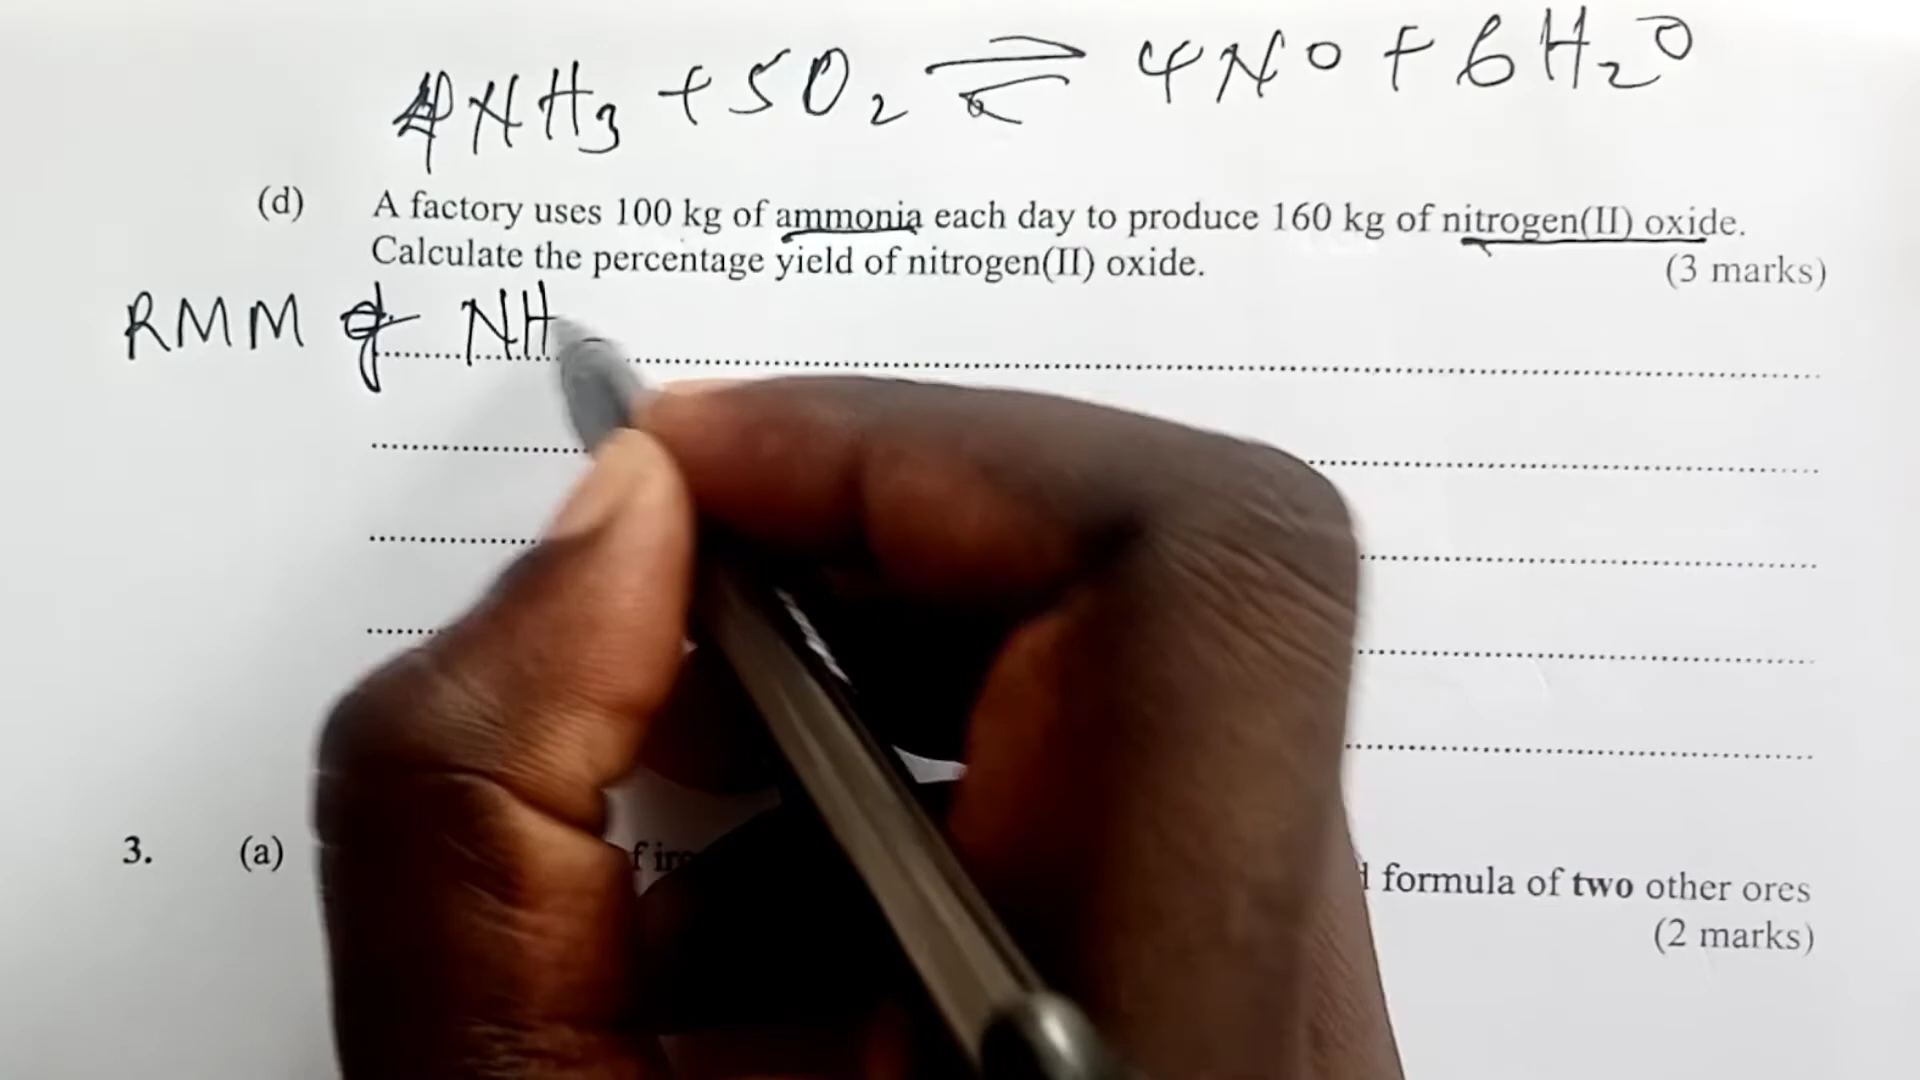 4NH₃ + 5O₂ ⇌ 4NO + 6H₂O
(d) A factory uses 100 kg of ammonia each day to produce 160 kg of nitrogen(II) oxide.
Calculate the percentage yield of nitrogen(II) oxide.
(3 marks)
RMM of NH
3. (a)
formula of two other ores
(2 marks)